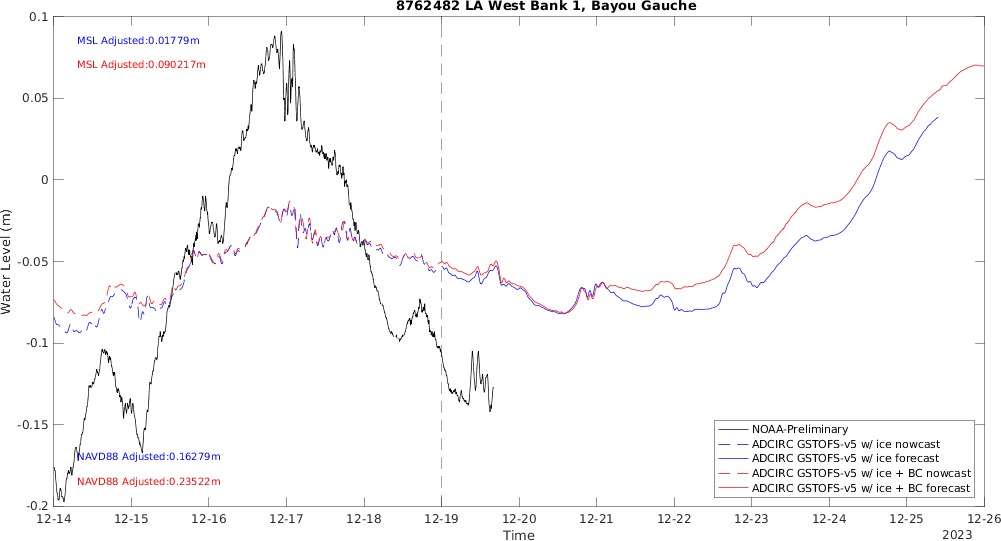 8762482 LA West Bank 1, Bayou Gauche
MSL Adjusted:0.01779m
MSL Adjusted:0.090217m
NAVD88 Adjusted:0.16279m
NAVD88 Adjusted:0.23522m
Water Level (m)
0.1
0.05
0
-0.05
-0.1
-0.15
-0.2
NOAA-Preliminary
ADCIRC GSTOFS-v5 w/ ice nowcast
ADCIRC GSTOFS-v5 w/ ice forecast
ADCIRC GSTOFS-v5 w/ ice + BC nowcast
ADCIRC GSTOFS-v5 w/ ice + BC forecast
12-14 12-15 12-16 12-17 12-18 12-19 12-20 12-21 12-22 12-23 12-24 12-25 12-26
Time
2023